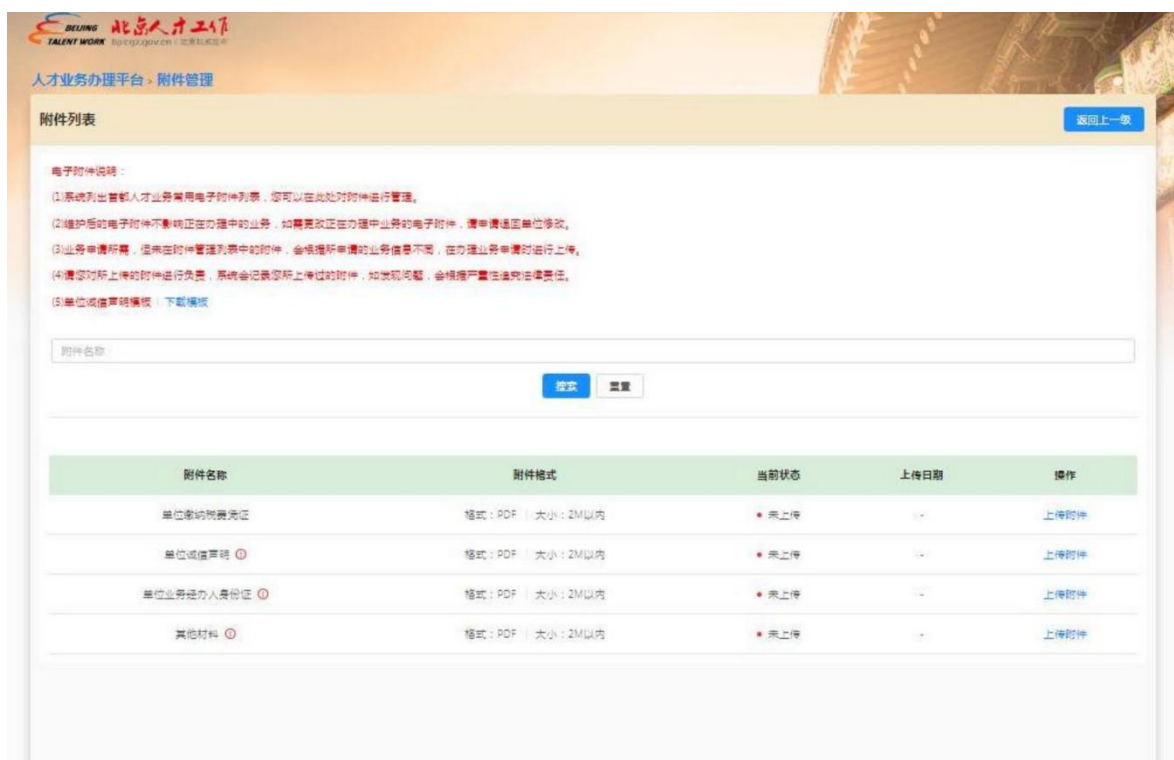 BEIJING
TALENT WORK
北京人才工作
人才业务办理平台 › 附件管理
附件列表
返回上一级
电子附件说明：
(1)系统列出首都人才业务常用电子附件列表，您可以在此处对附件进行管理。
(2)维护后的电子附件不影响正在办理中的业务，如需更改正在办理中业务的电子附件，请申请退回单位修改。
(3)业务申请所需，但未在附件管理列表中的附件，会根据所申请的业务信息不同，在办理业务申请时进行上传。
(4)请您对所上传的附件进行负责，系统会记录您所上传过的附件，如发现问题，会根据严重性追究法律责任。
(5)单位诚信声明模板 | 下载模板
附件名称
搜索 重置
附件名称 附件格式 当前状态 上传日期 操作
单位缴纳税费凭证 格式：PDF | 大小：2M以内 未上传 - 上传附件
单位诚信声明 格式：PDF | 大小：2M以内 未上传 - 上传附件
单位业务经办人身份证 格式：PDF | 大小：2M以内 未上传 - 上传附件
其他材料 格式：PDF | 大小：2M以内 未上传 - 上传附件